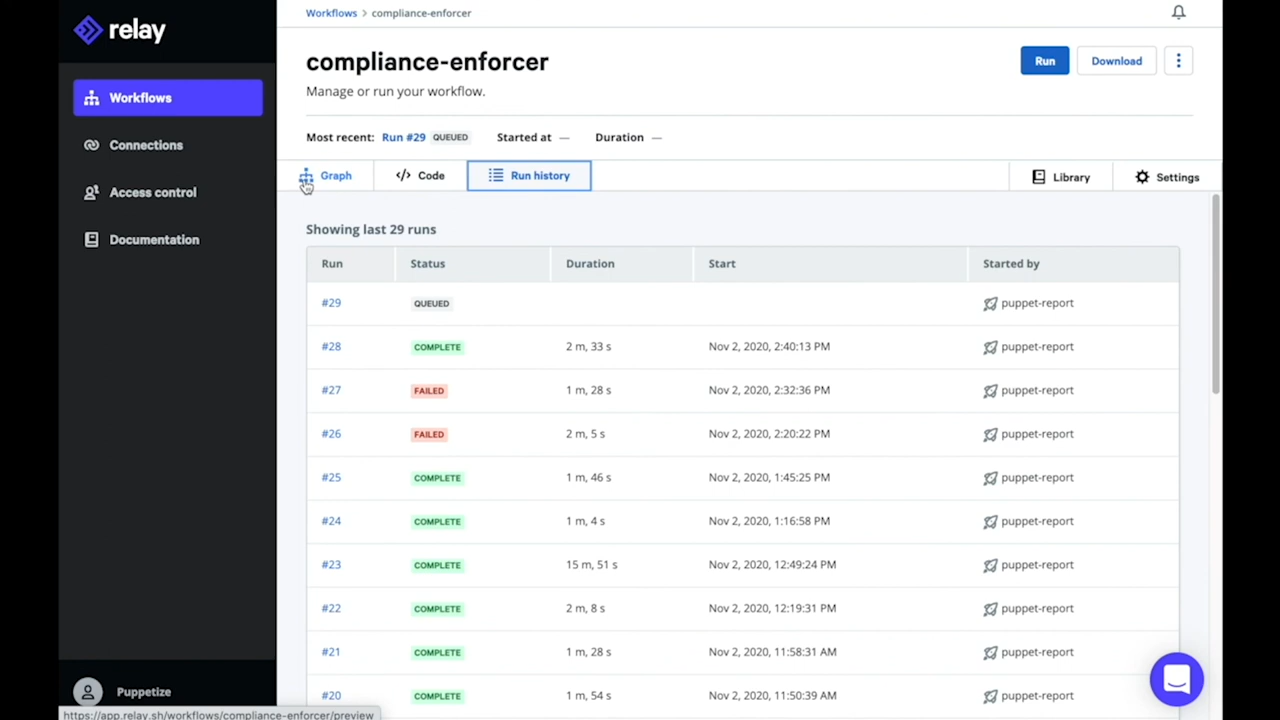 relay
Workflows > compliance-enforcer
compliance-enforcer
Run
Download
Manage or run your workflow.
Most recent: Run #29 QUEUED Started at — Duration —
Workflows
Connections
Access control
Documentation
Graph
</> Code
Run history
Library
Settings
Showing last 29 runs
Run Status Duration Start Started by
#29 QUEUED puppet-report
#28 COMPLETE 2 m, 33 s Nov 2, 2020, 2:40:13 PM puppet-report
#27 FAILED 1 m, 28 s Nov 2, 2020, 2:32:36 PM puppet-report
#26 FAILED 2 m, 5 s Nov 2, 2020, 2:20:22 PM puppet-report
#25 COMPLETE 1 m, 46 s Nov 2, 2020, 1:45:25 PM puppet-report
#24 COMPLETE 1 m, 4 s Nov 2, 2020, 1:16:58 PM puppet-report
#23 COMPLETE 15 m, 51 s Nov 2, 2020, 12:49:24 PM puppet-report
#22 COMPLETE 2 m, 8 s Nov 2, 2020, 12:19:31 PM puppet-report
#21 COMPLETE 1 m, 28 s Nov 2, 2020, 11:58:31 AM puppet-report
#20 COMPLETE 1 m, 54 s Nov 2, 2020, 11:50:39 AM puppet-report
Puppetize
https://app.relay.sh/workflows/compliance-enforcer/preview